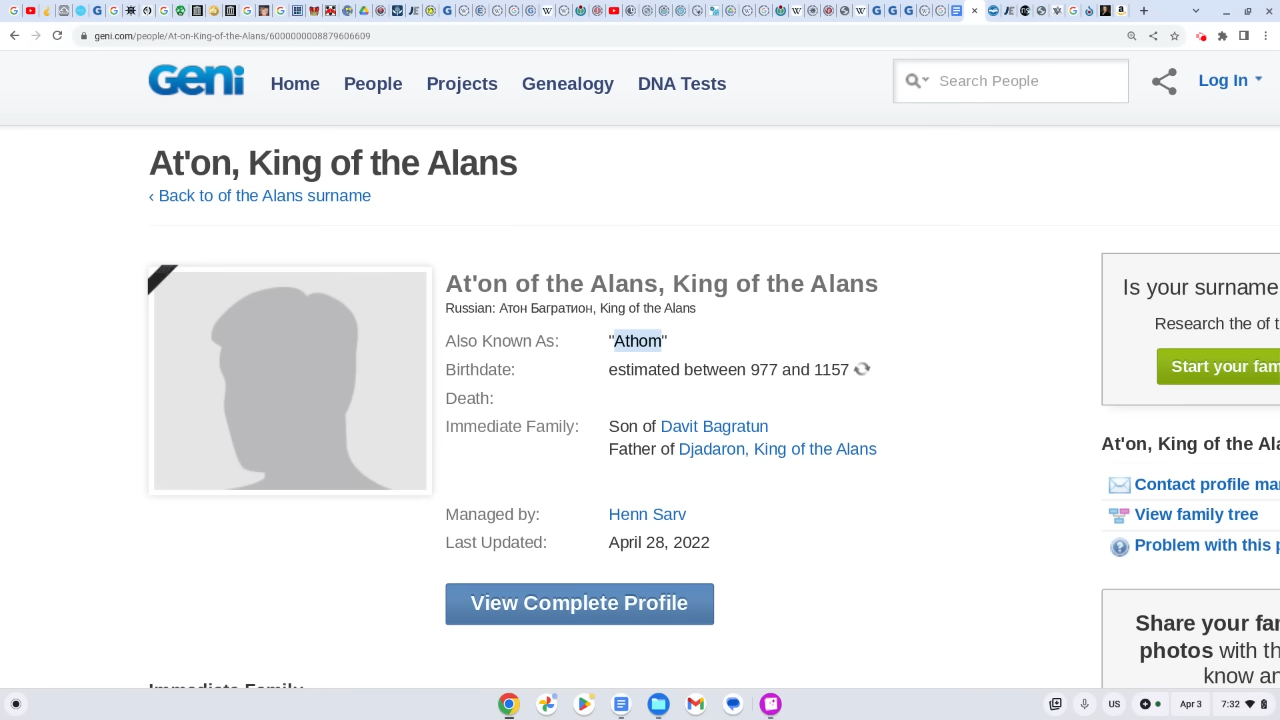 geni.com/people/At-on-King-of-the-Alans/6000000008879606609
Geni
Home
People
Projects
Genealogy
DNA Tests
Search People
Log In
At'on, King of the Alans
‹ Back to of the Alans surname
At'on of the Alans, King of the Alans
Russian: Атон Багратион, King of the Alans
Also Known As: "Athom"
Birthdate: estimated between 977 and 1157
Death:
Immediate Family: Son of Davit Bagratun
Father of Djadaron, King of the Alans
Managed by: Henn Sarv
Last Updated: April 28, 2022
View Complete Profile
Immediate Family
Is your surname
Research the of t
Start your fam
At'on, King of the Ala
Contact profile man
View family tree
Problem with this p
Share your fam
photos with th
know an
US
Apr 3
7:32